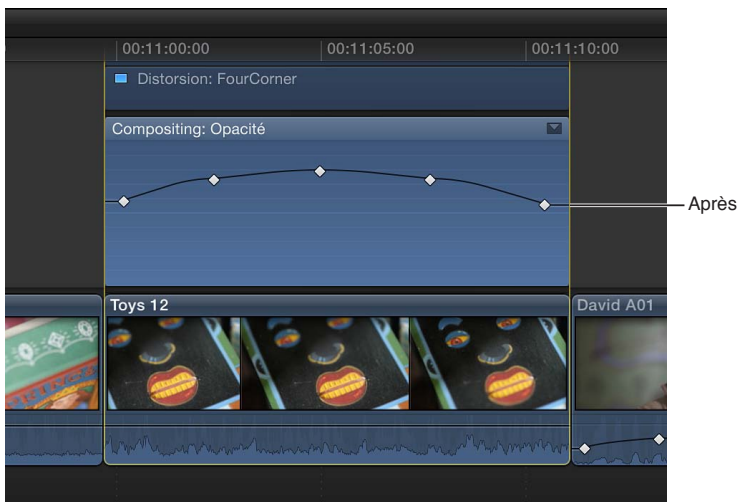 00:11:00:00 00:11:05:00 00:11:10:00
Distorsion: FourCorner
Compositing: Opacité
Après
Toys 12 David A01